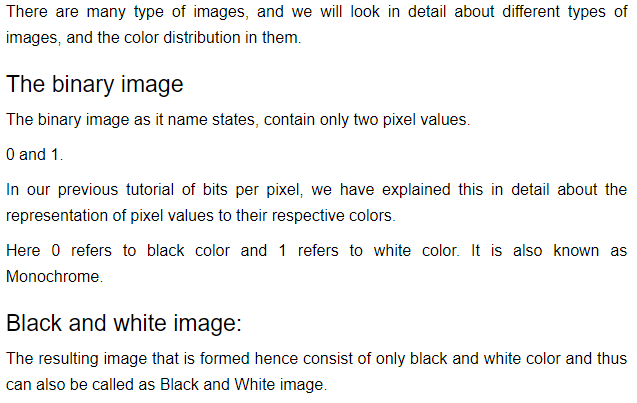 There are many type of images, and we will look in detail about different types of
images, and the color distribution in them.
The binary image
The binary image as it name states, contain only two pixel values.
0 and 1.
In our previous tutorial of bits per pixel, we have explained this in detail about the
representation of pixel values to their respective colors.
Here 0 refers to black color and 1 refers to white color. It is also known as
Monochrome.
Black and white image:
The resulting image that is formed hence consist of only black and white color and thus
can also be called as Black and White image.